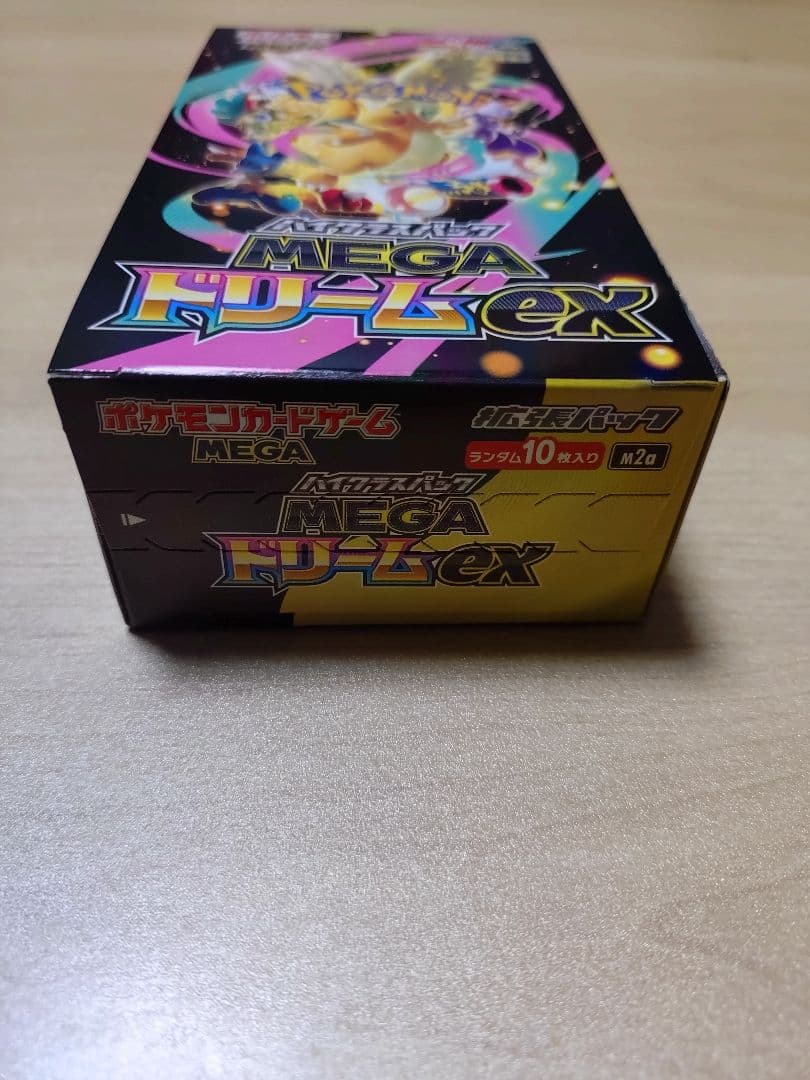 ハイクラスパック
MEGA
ドリームex
ポケモンカードゲーム
MEGA
拡張パック
ランダム10枚入り
M2a
ハイクラスパック
MEGA
ドリームex